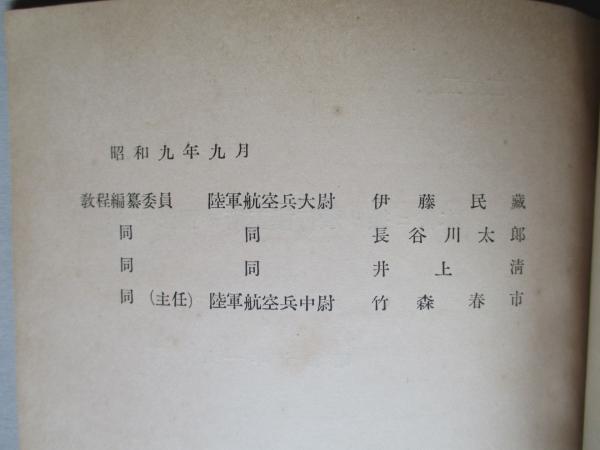 昭和九年九月
敎程編纂委員 陸軍航空兵大尉 伊藤民藏
同 同 長谷川太郎
同 同 井上淸
同(主任) 陸軍航空兵中尉 竹森春市